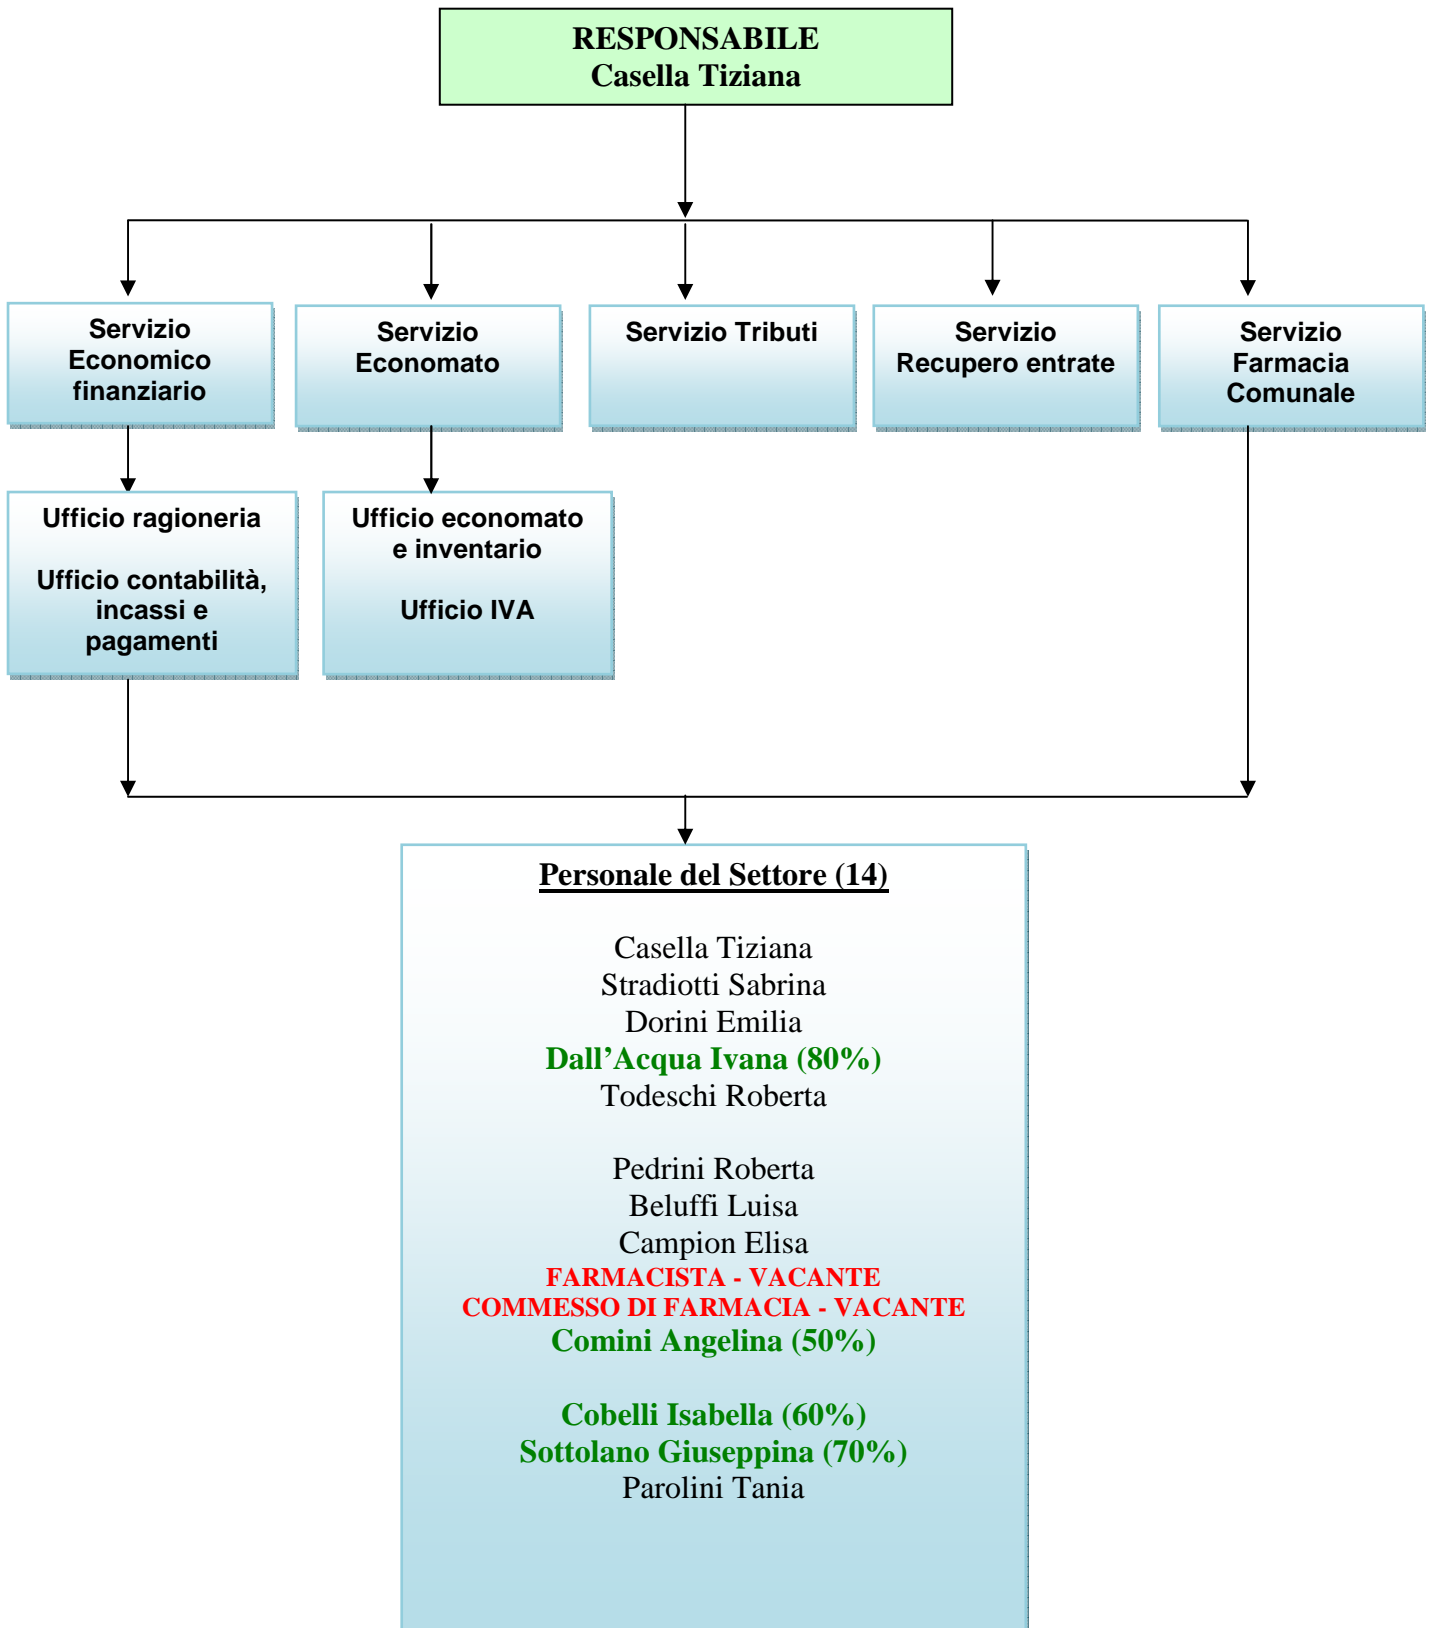 RESPONSABILE
Casella Tiziana
Servizio
Economico
finanziario
Servizio
Economato
Servizio Tributi
Servizio
Recupero entrate
Servizio
Farmacia
Comunale
Ufficio ragioneria
Ufficio contabilità,
incassi e
pagamenti
Ufficio economato
e inventario
Ufficio IVA
Personale del Settore (14)
Casella Tiziana
Stradiotti Sabrina
Dorini Emilia
Dall’Acqua Ivana (80%)
Todeschi Roberta
Pedrini Roberta
Beluffi Luisa
Campion Elisa
FARMACISTA - VACANTE
COMMESSO DI FARMACIA - VACANTE
Comini Angelina (50%)
Cobelli Isabella (60%)
Sottolano Giuseppina (70%)
Parolini Tania